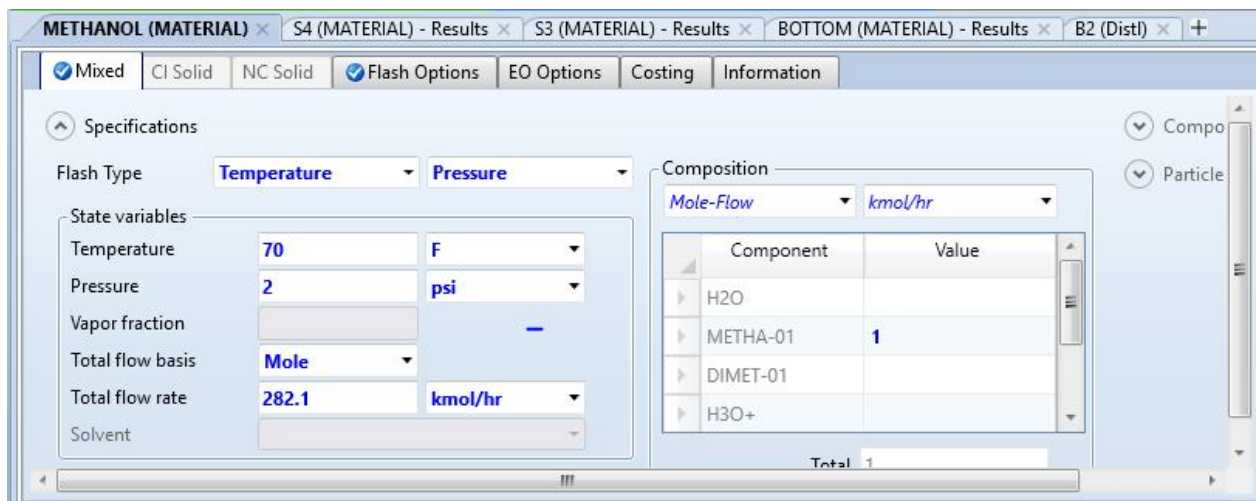 METHANOL (MATERIAL) × S4 (MATERIAL) - Results × S3 (MATERIAL) - Results × BOTTOM (MATERIAL) - Results × B2 (Distl) × +
Mixed CI Solid NC Solid Flash Options EO Options Costing Information
Specifications
Compo
Flash Type Temperature Pressure
Composition
Particle
Mole-Flow kmol/hr
State variables
Component Value
Temperature 70 F
Pressure 2 psi
H2O
Vapor fraction
METHA-01 1
Total flow basis Mole
DIMET-01
Total flow rate 282.1 kmol/hr
H3O+
Solvent
Total 1